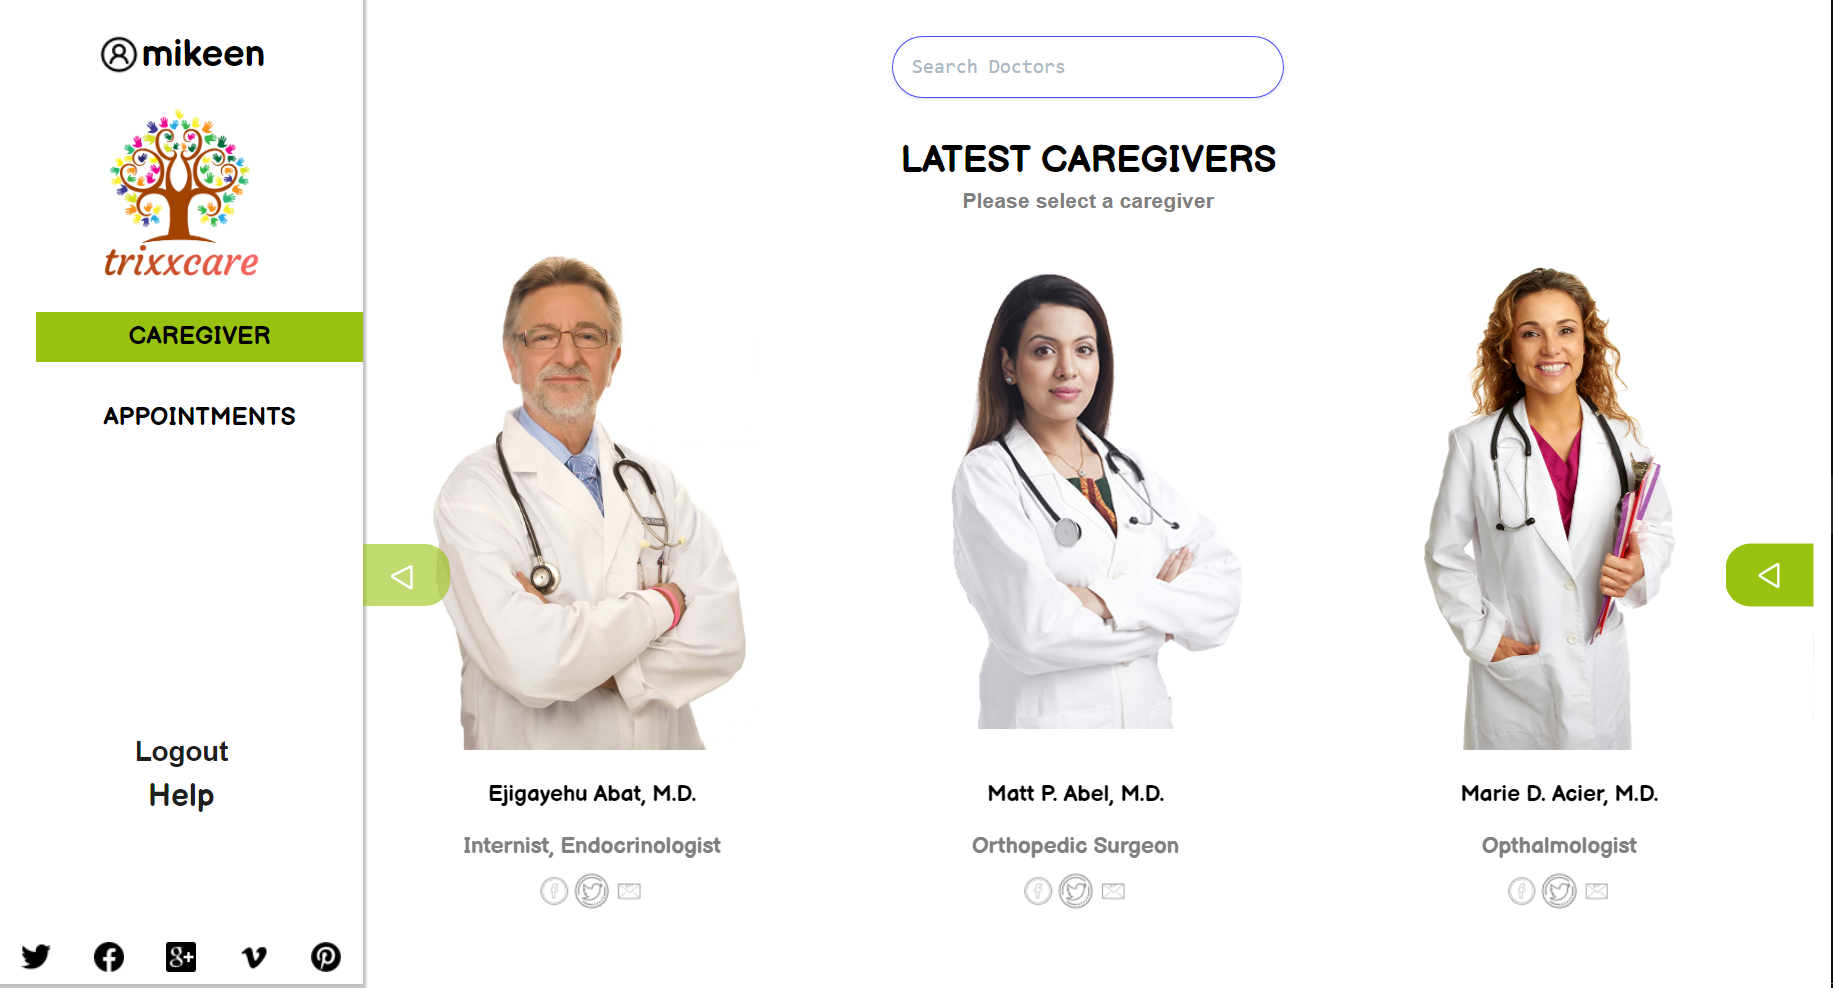 mikeen
trixxcare
CAREGIVER
APPOINTMENTS
Logout
Help
Search Doctors
LATEST CAREGIVERS
Please select a caregiver
Ejigayehu Abat, M.D.
Internist, Endocrinologist
Matt P. Abel, M.D.
Orthopedic Surgeon
Marie D. Acier, M.D.
Opthalmologist